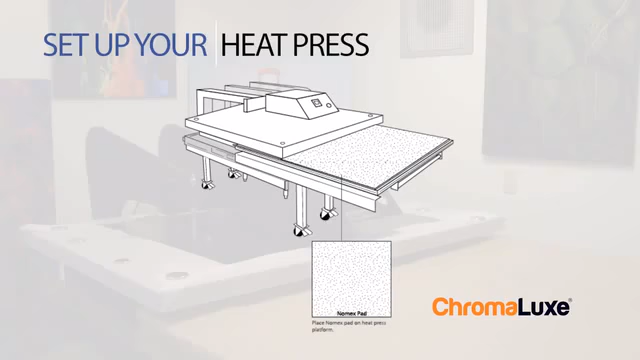 SET UP YOUR HEAT PRESS
Nomex Pad
Place Nomex pad on heat press
platform.
ChromaLuxe®